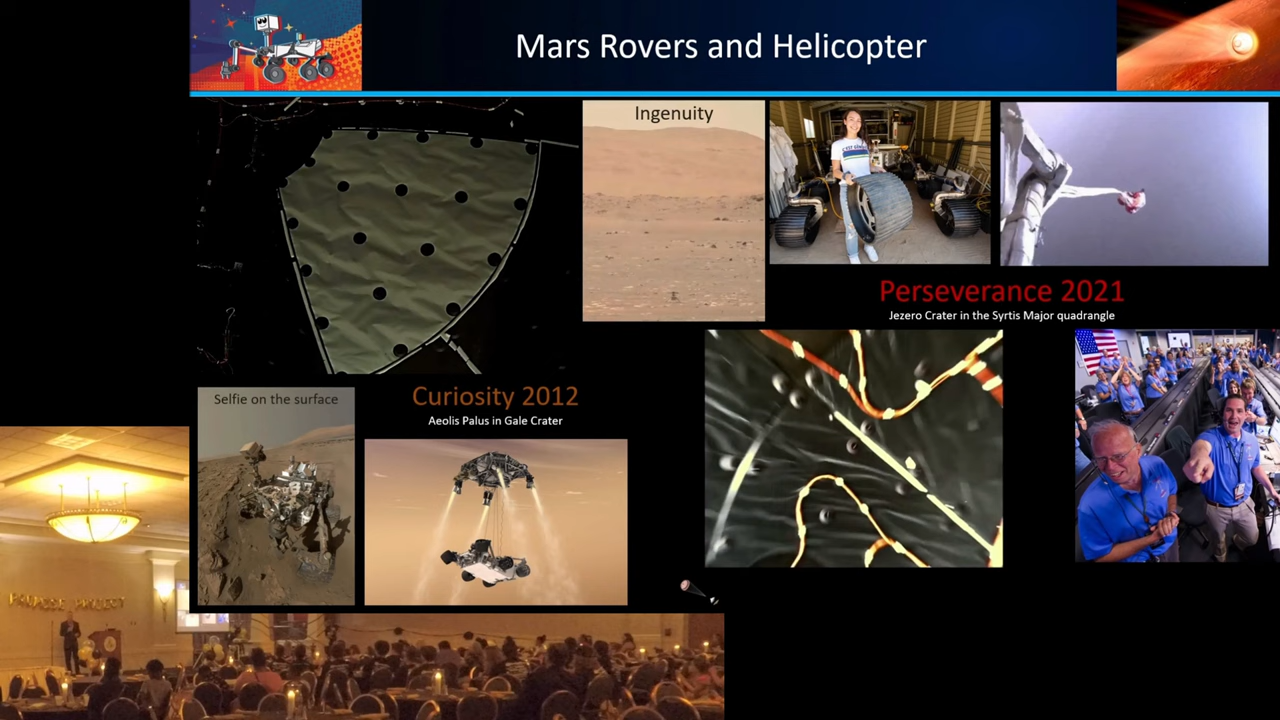 Mars Rovers and Helicopter
Ingenuity
Perseverance 2021
Jezero Crater in the Syrtis Major quadrangle
Selfie on the surface
Curiosity 2012
Aeolis Palus in Gale Crater
PROJECT